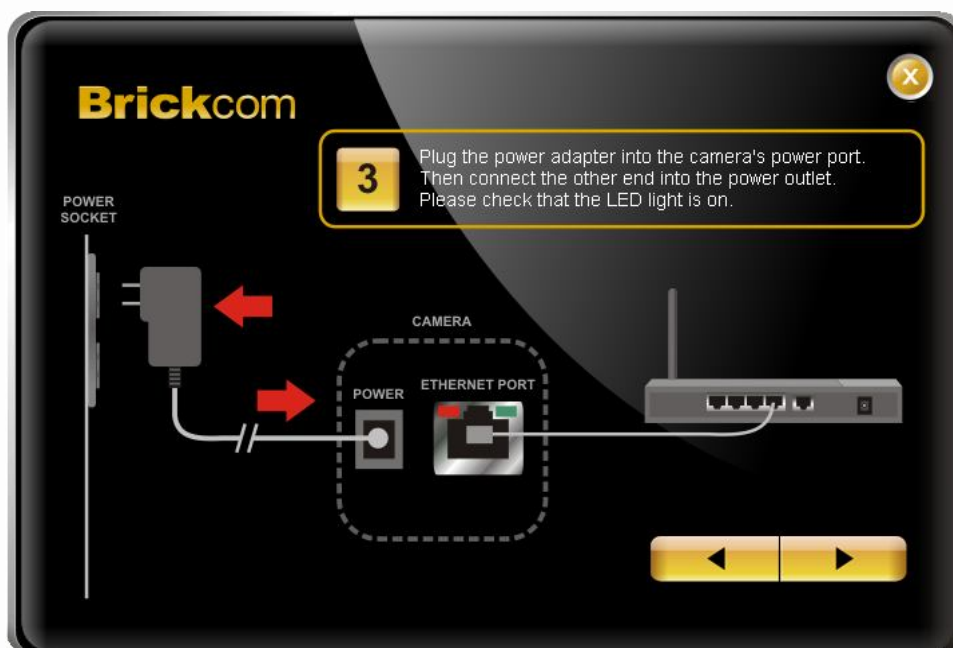 Brickcom
3
Plug the power adapter into the camera's power port.
Then connect the other end into the power outlet.
Please check that the LED light is on.
POWER
SOCKET
CAMERA
POWER
ETHERNET PORT
X